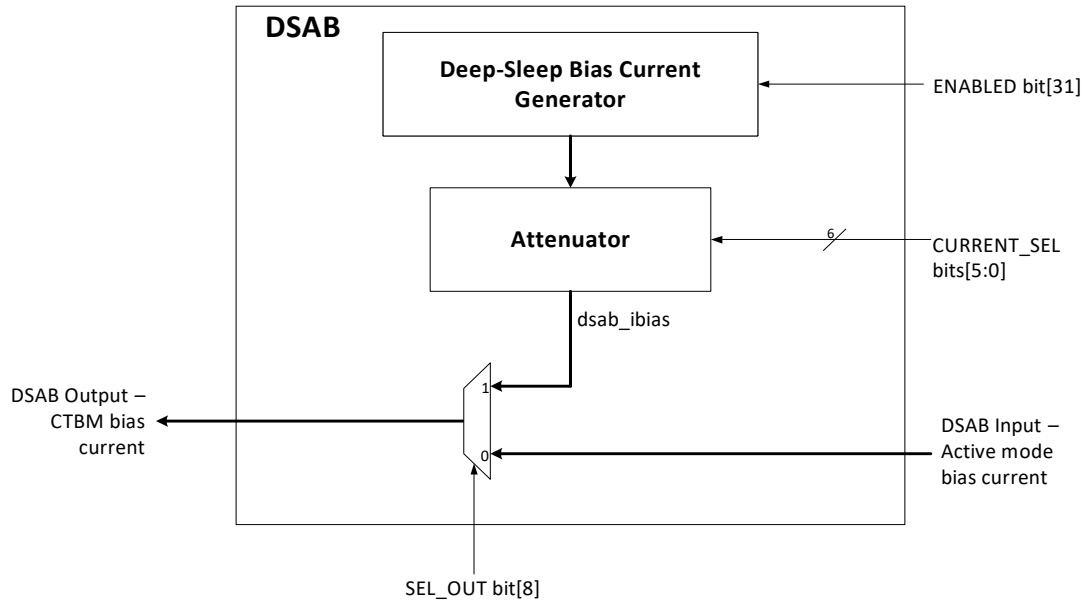 DSAB
Deep-Sleep Bias Current
Generator
ENABLED bit[31]
Attenuator
6
CURRENT_SEL
bits[5:0]
dsab_ibias
1
DSAB Output –
CTBM bias
current
0
DSAB Input –
Active mode
bias current
SEL_OUT bit[8]